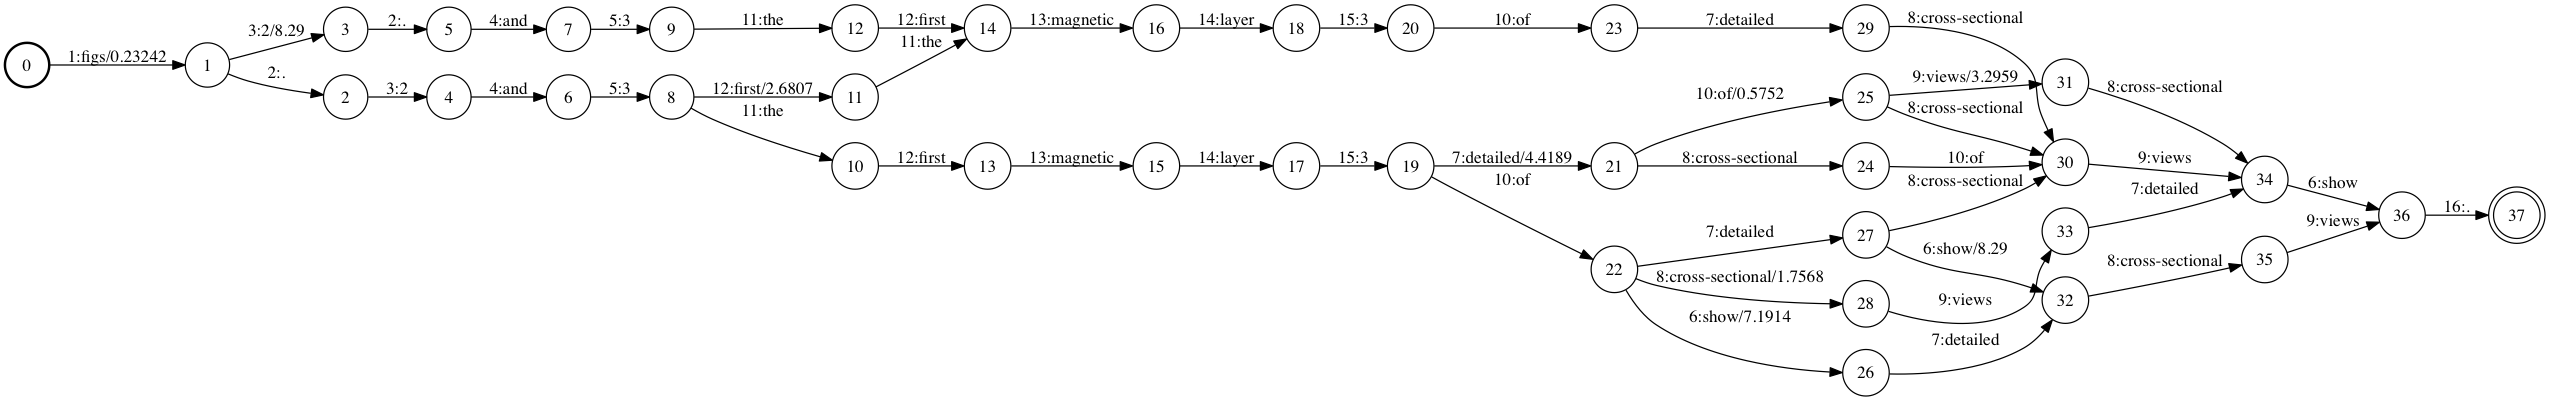 0 1:figs/0.23242 1
3:2/8.29 3 2:. 5 4:and 7 5:3 9 11:the 12 12:first 14 13:magnetic 16 14:layer 18 15:3 20 10:of 23 7:detailed 29 8:cross-sectional
2:. 2 3:2 4 4:and 6 5:3 8 12:first/2.6807 11 11:the
11:the 10 12:first 13 13:magnetic 15 14:layer 17 15:3 19 7:detailed/4.4189 21 10:of/0.5752 25 9:views/3.2959 31 8:cross-sectional
8:cross-sectional
8:cross-sectional 24 10:of 30 9:views 34 6:show 36 16:. 37
10:of 22 7:detailed 27 8:cross-sectional
6:show/8.29
8:cross-sectional/1.7568 28 9:views 33 7:detailed
6:show/7.1914 26 7:detailed 32 8:cross-sectional 35 9:views